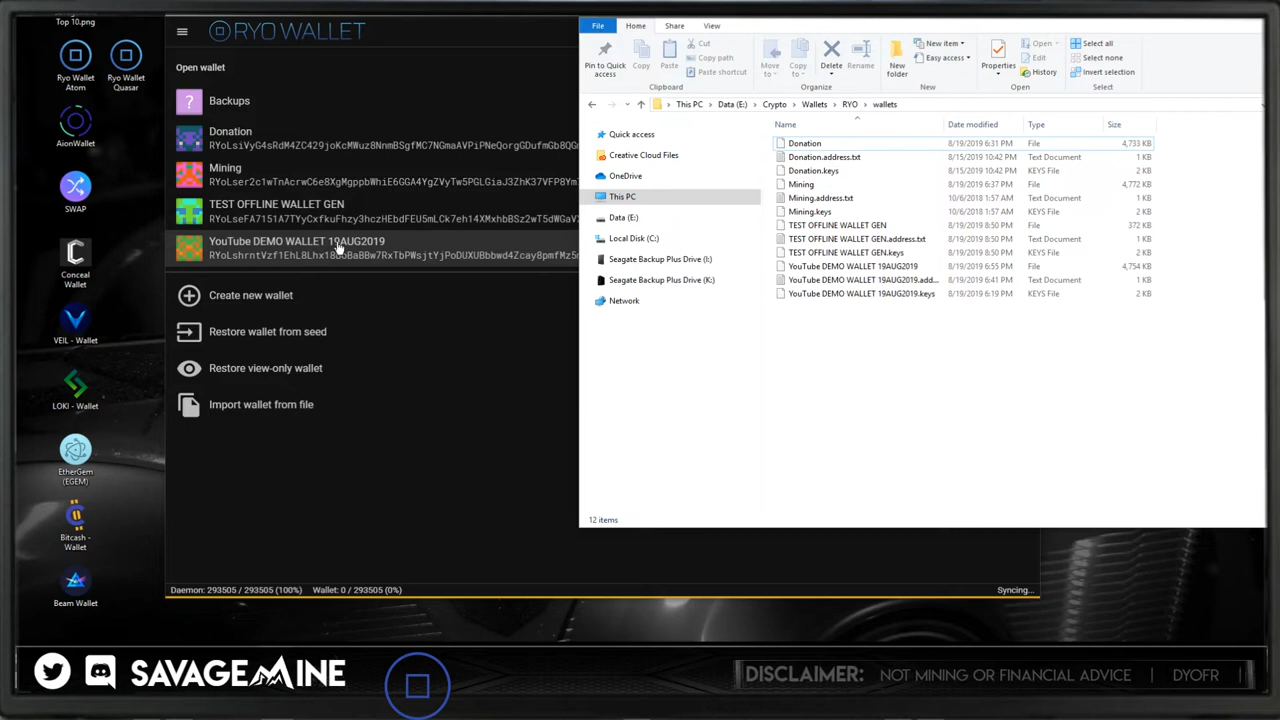 Top 10.png
Ryo Wallet
Atom
Ryo Wallet
Quasar
AionWallet
SWAP
Conceal
Wallet
VEIL - Wallet
LOKI - Wallet
EtherGem
(EGEM)
Bitcash -
Wallet
Beam Wallet
RYO WALLET
Open wallet
Backups
Donation
Mining
TEST OFFLINE WALLET GEN
YouTube DEMO WALLET 19AUG2019
Create new wallet
Restore wallet from seed
Restore view-only wallet
Import wallet from file
Daemon: 293505 / 293505 (100%) Wallet: 0 / 293505 (0%)
Syncing...
File Home Share View
Pin to Quick
access
Copy
Paste
Cut
Copy path
Paste shortcut
Clipboard
Move
to
Copy
to
Delete
Rename
Organize
New
folder
New item
Easy access
New
Properties
Open
Edit
History
Open
Select all
Select none
Invert selection
Select
This PC > Data (E:) > Crypto > Wallets > RYO > wallets
Quick access
Creative Cloud Files
OneDrive
This PC
Data (E:)
Local Disk (C:)
Seagate Backup Plus Drive (I:)
Seagate Backup Plus Drive (K:)
Network
Name Date modified Type Size
Donation 8/19/2019 6:31 PM File 4,733 KB
Donation.address.txt 8/15/2019 10:42 PM Text Document 1 KB
Donation.keys 8/15/2019 10:42 PM KEYS File 2 KB
Mining 8/19/2019 6:37 PM File 4,772 KB
Mining.address.txt 10/6/2018 1:57 AM Text Document 1 KB
Mining.keys 10/6/2018 1:57 AM KEYS File 2 KB
TEST OFFLINE WALLET GEN 8/19/2019 5:50 PM File 372 KB
TEST OFFLINE WALLET GEN.address.txt 8/19/2019 5:50 PM Text Document 1 KB
TEST OFFLINE WALLET GEN.keys 8/19/2019 5:50 PM KEYS File 2 KB
YouTube DEMO WALLET 19AUG2019 8/19/2019 6:55 PM File 4,754 KB
YouTube DEMO WALLET 19AUG2019.add... 8/19/2019 6:41 PM Text Document 1 KB
YouTube DEMO WALLET 19AUG2019.keys 8/19/2019 6:19 PM KEYS File 2 KB
12 items
SAVAGEMINE
DISCLAIMER: NOT MINING OR FINANCIAL ADVICE | DYOFR